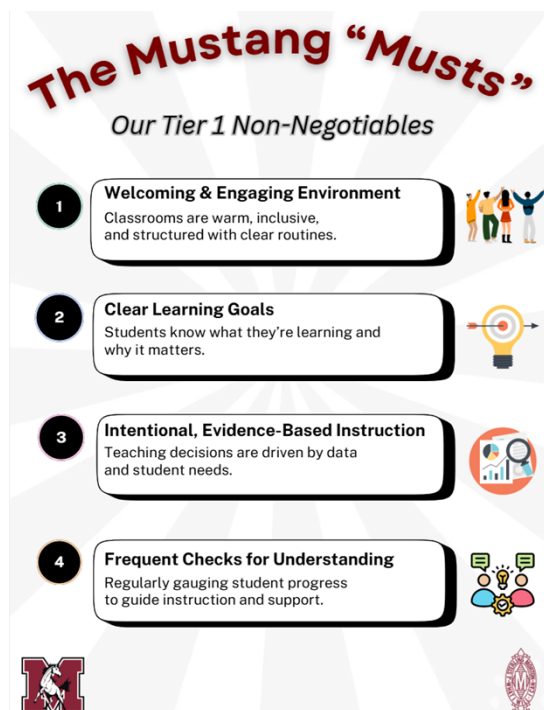 The Mustang “Musts”
Our Tier 1 Non-Negotiables
1
Welcoming & Engaging Environment
Classrooms are warm, inclusive,
and structured with clear routines.
2
Clear Learning Goals
Students know what they’re learning and
why it matters.
3
Intentional, Evidence-Based Instruction
Teaching decisions are driven by data
and student needs.
4
Frequent Checks for Understanding
Regularly gauging student progress
to guide instruction and support.
M
M